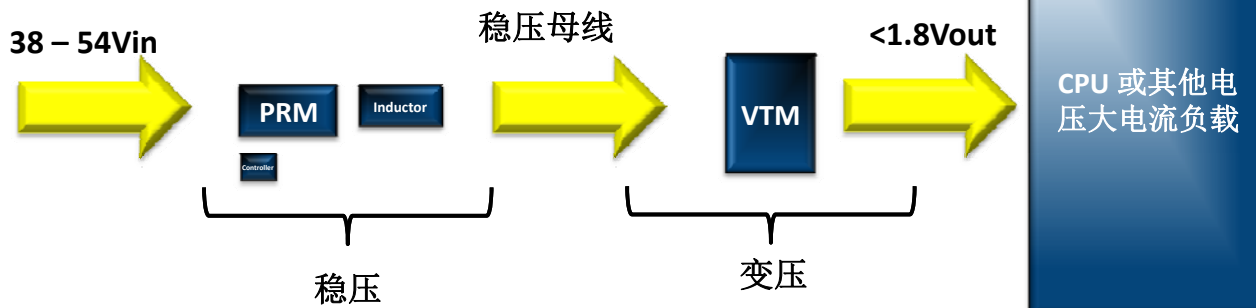 38 – 54Vin
稳压母线
<1.8Vout
PRM
Inductor
Controller
VTM
CPU 或其他电
压大电流负载
稳压
变压